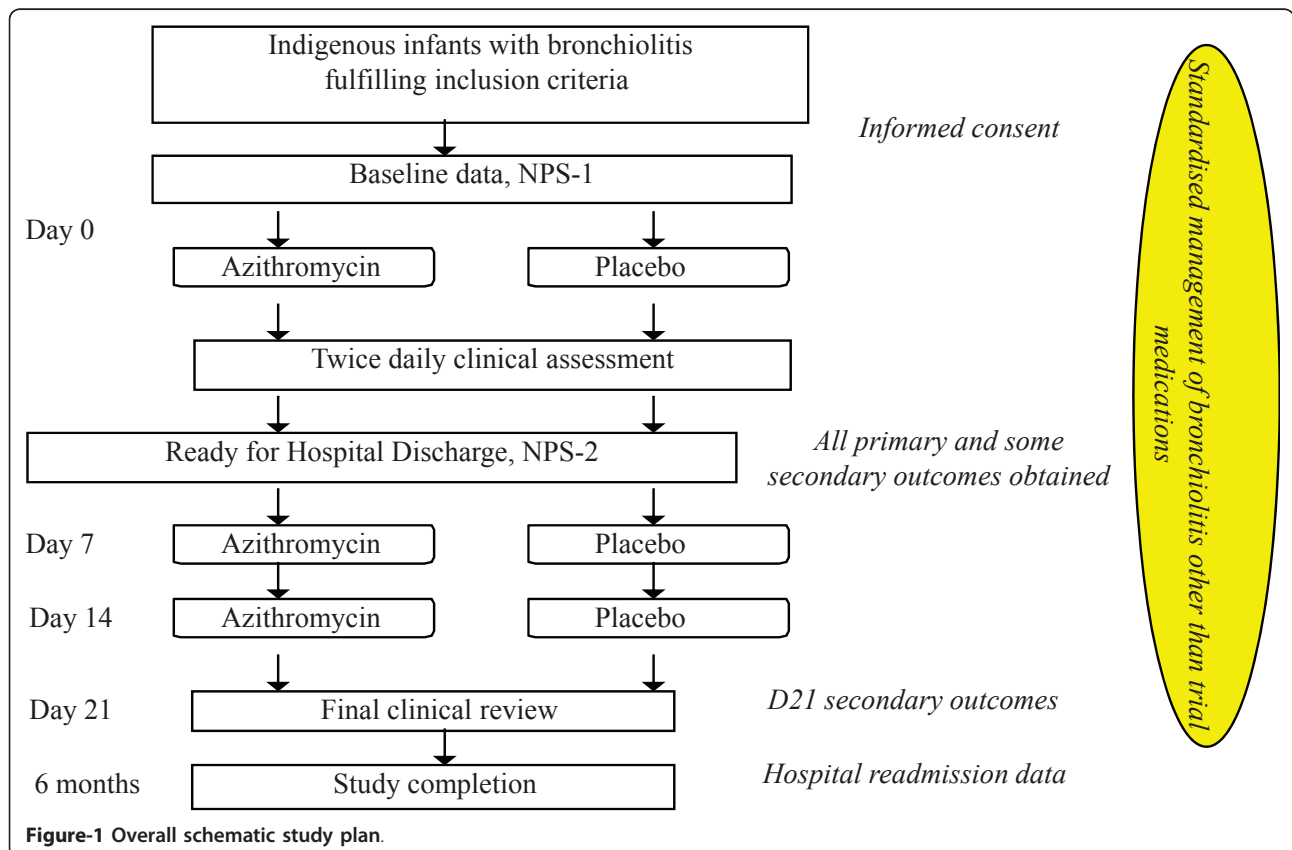 Indigenous infants with bronchiolitis
fulfilling inclusion criteria
Informed consent
Baseline data, NPS-1
Day 0
Azithromycin
Placebo
Twice daily clinical assessment
Ready for Hospital Discharge, NPS-2
All primary and some
secondary outcomes obtained
Day 7
Azithromycin
Placebo
Day 14
Azithromycin
Placebo
Day 21
Final clinical review
D21 secondary outcomes
6 months
Study completion
Hospital readmission data
Standardised management of bronchiolitis other than trial
medications
Figure-1 Overall schematic study plan.